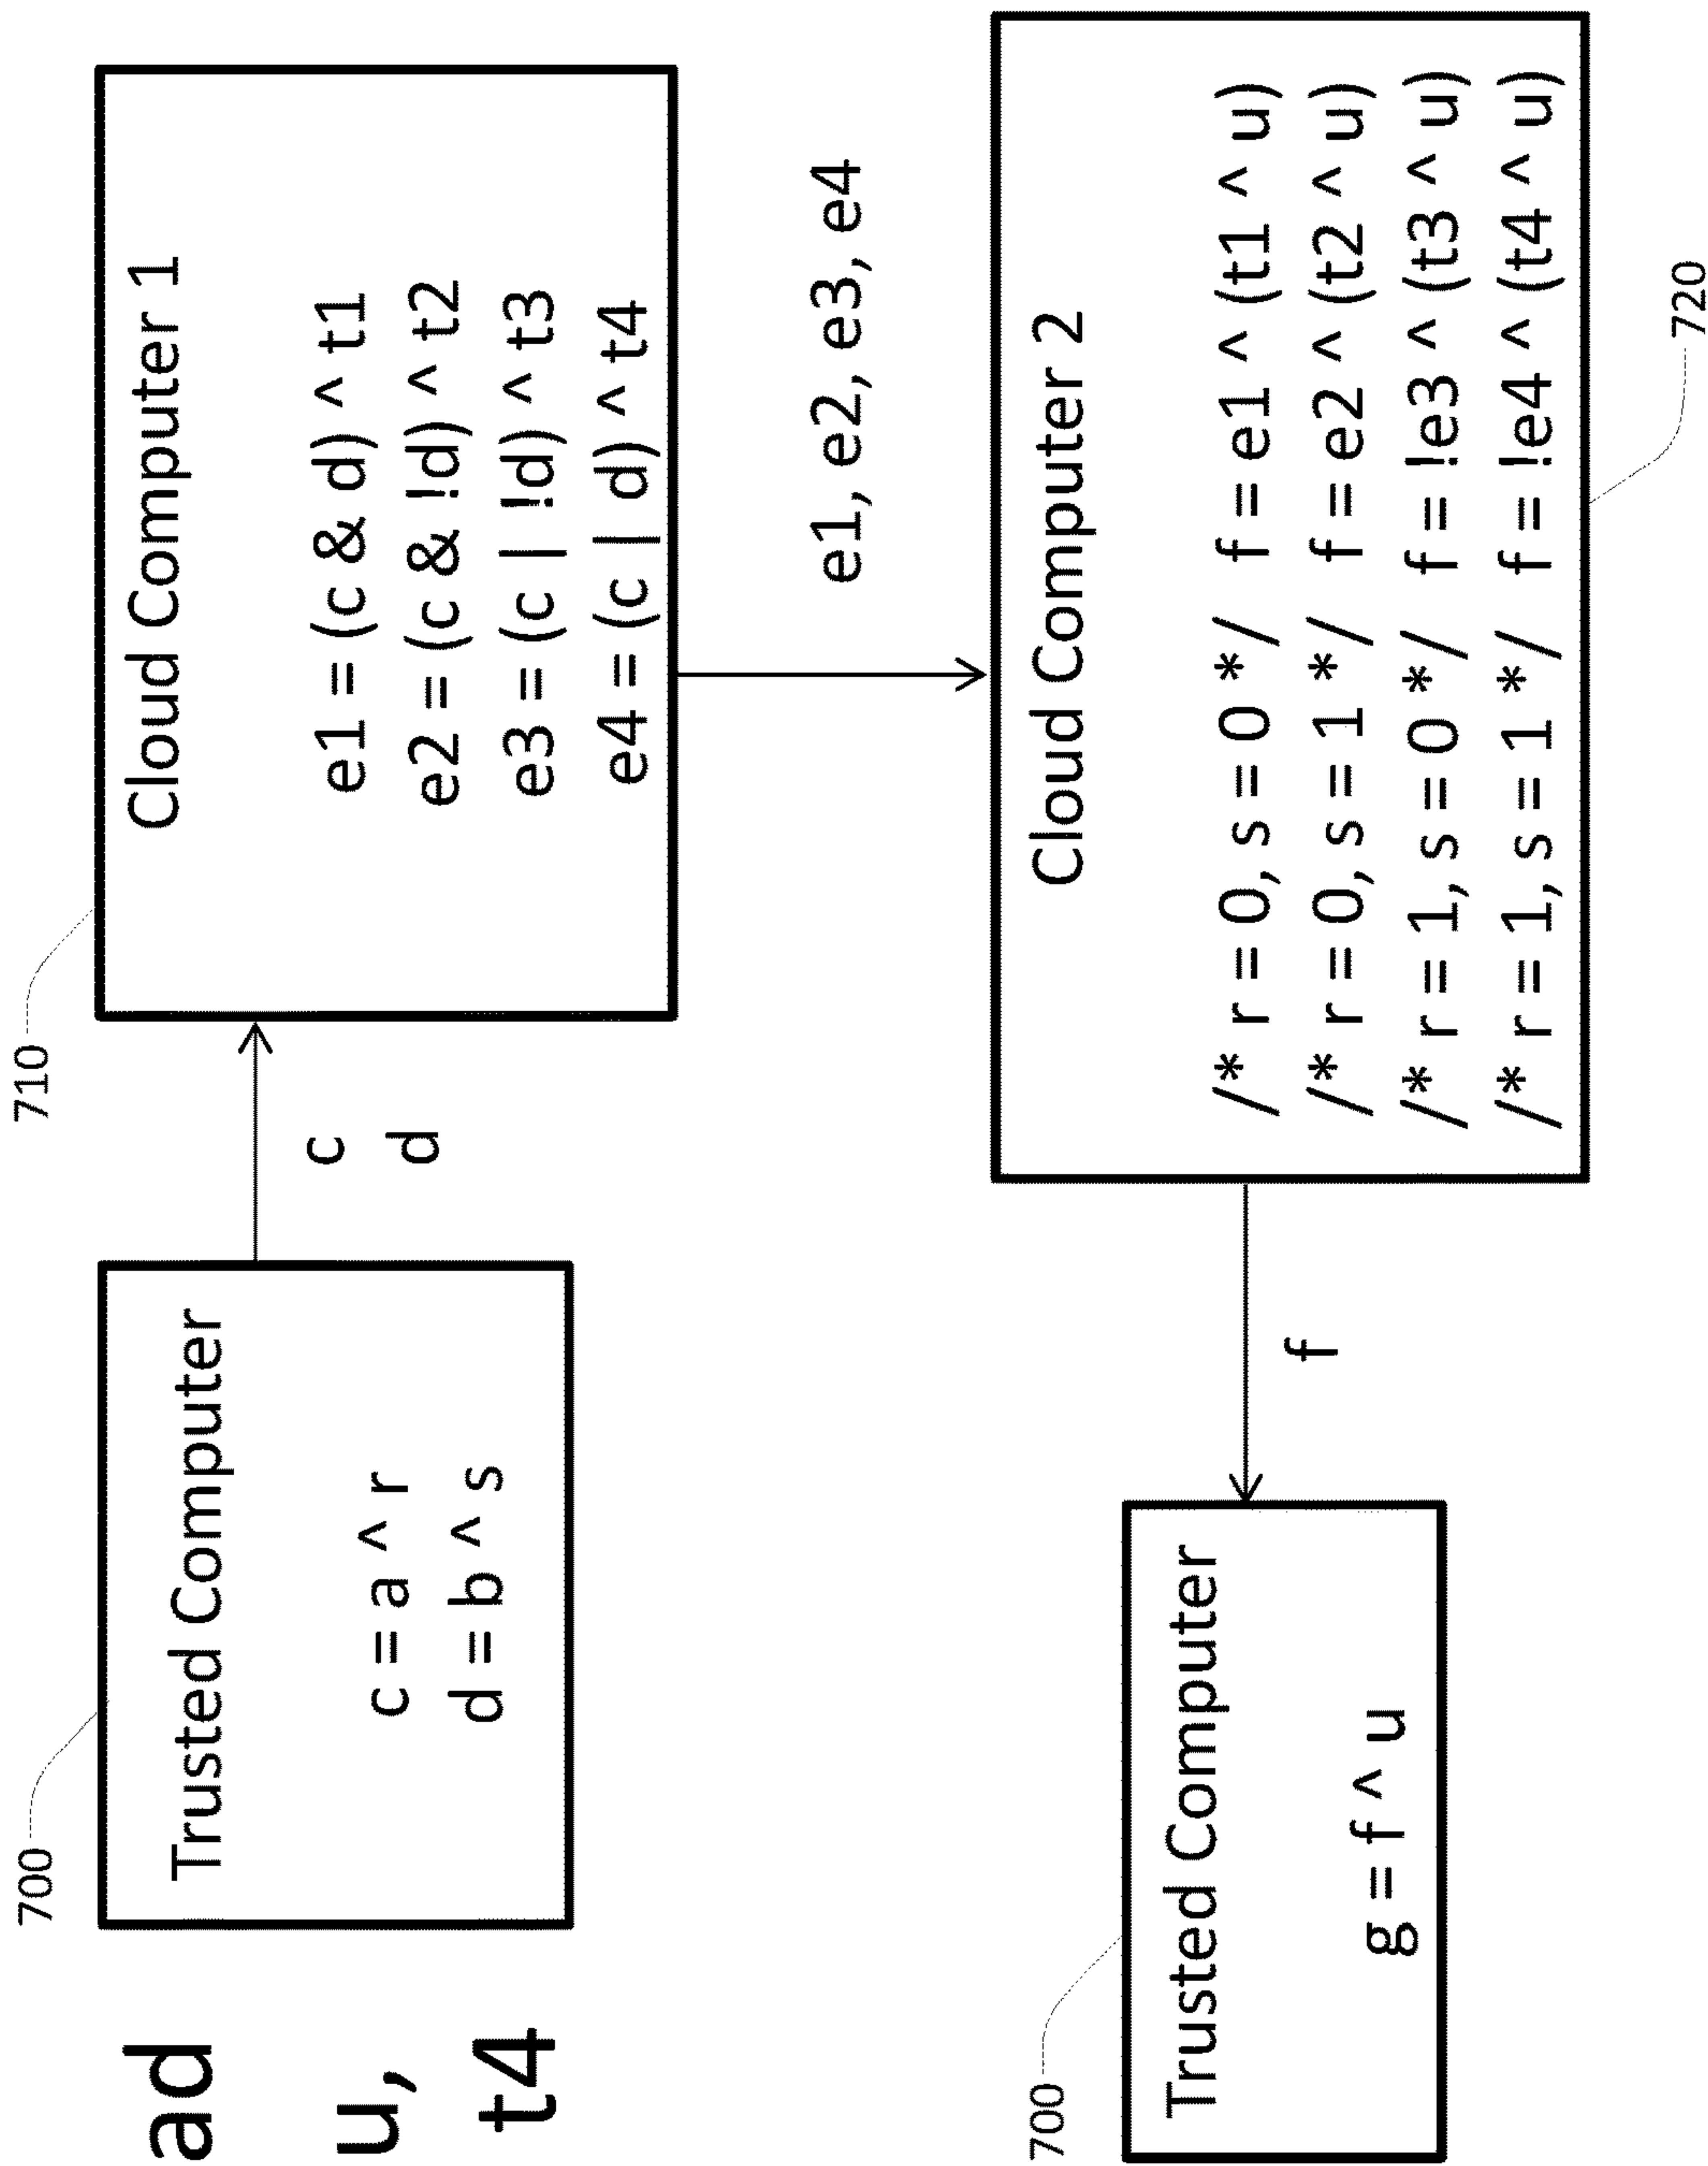 ad
u,
t4
700
Trusted Computer
c = a ^ r
d = b ^ s
c
d
710
Cloud Computer 1
e1 = (c & d) ^ t1
e2 = (c & !d) ^ t2
e3 = (c | !d) ^ t3
e4 = (c | d) ^ t4
e1, e2, e3, e4
Cloud Computer 2
/* r = 0, s = 0 */ f = e1 ^ (t1 ^ u)
/* r = 0, s = 1 */ f = e2 ^ (t2 ^ u)
/* r = 1, s = 0 */ f = !e3 ^ (t3 ^ u)
/* r = 1, s = 1 */ f = !e4 ^ (t4 ^ u)
720
f
700
Trusted Computer
g = f ^ u